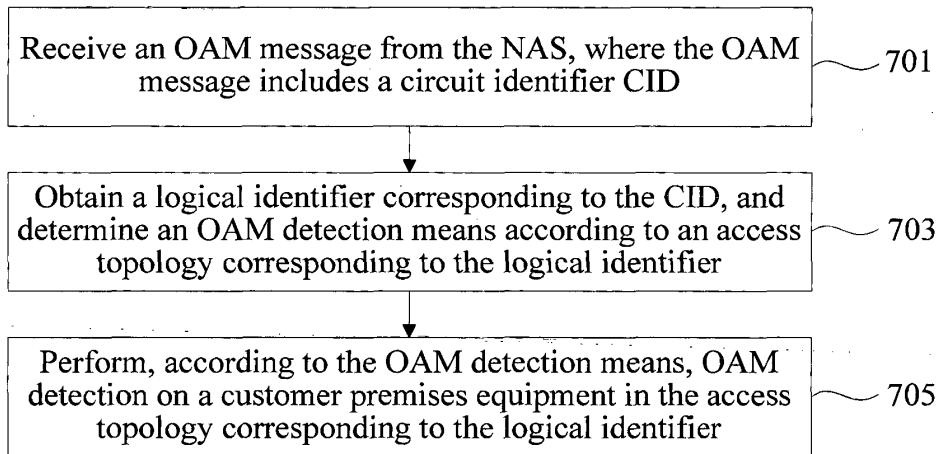 Receive an OAM message from the NAS, where the OAM
message includes a circuit identifier CID
701
Obtain a logical identifier corresponding to the CID, and
determine an OAM detection means according to an access
topology corresponding to the logical identifier
703
Perform, according to the OAM detection means, OAM
detection on a customer premises equipment in the access
topology corresponding to the logical identifier
705